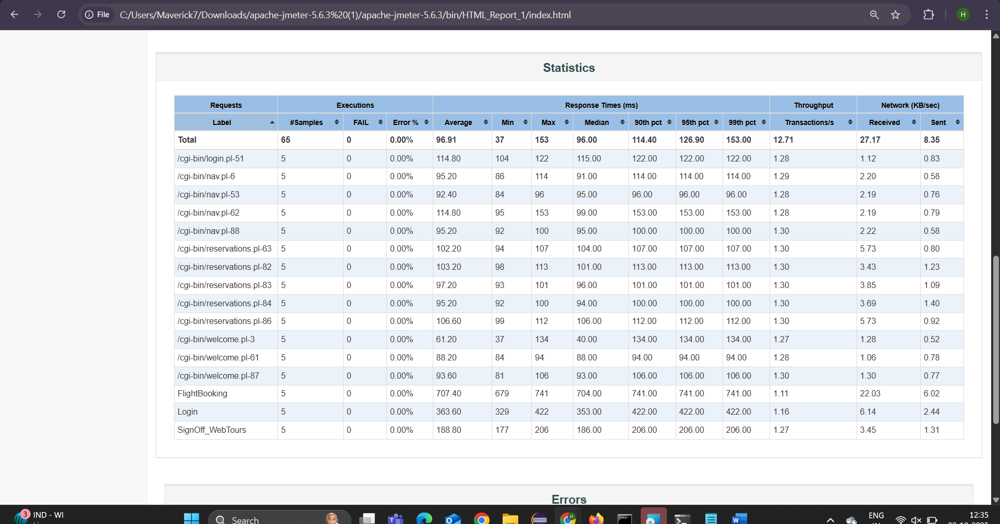 File C:/Users/Maverick7/Downloads/apache-jmeter-5.6.3%20(1)/apache-jmeter-5.6.3/bin/HTML_Report_1/index.html H
Statistics
Requests Executions Response Times (ms) Throughput Network (KB/sec)
Label #Samples FAIL Error % Average Min Max Median 90th pct 95th pct 99th pct Transactions/s Received Sent
Total 65 0 0.00% 96.91 37 153 96.00 114.40 126.90 153.00 12.71 27.17 8.35
/cgi-bin/login.pl-51 5 0 0.00% 114.80 104 122 115.00 122.00 122.00 122.00 1.28 1.12 0.83
/cgi-bin/nav.pl-6 5 0 0.00% 95.20 86 114 91.00 114.00 114.00 114.00 1.29 2.20 0.58
/cgi-bin/nav.pl-53 5 0 0.00% 92.40 84 96 95.00 96.00 96.00 96.00 1.28 2.19 0.76
/cgi-bin/nav.pl-62 5 0 0.00% 114.80 95 153 99.00 153.00 153.00 153.00 1.28 2.19 0.79
/cgi-bin/nav.pl-88 5 0 0.00% 95.20 92 100 95.00 100.00 100.00 100.00 1.30 2.22 0.58
/cgi-bin/reservations.pl-63 5 0 0.00% 102.20 94 107 104.00 107.00 107.00 107.00 1.30 5.73 0.80
/cgi-bin/reservations.pl-82 5 0 0.00% 103.20 98 113 101.00 113.00 113.00 113.00 1.30 3.43 1.23
/cgi-bin/reservations.pl-83 5 0 0.00% 97.20 93 101 96.00 101.00 101.00 101.00 1.30 3.85 1.09
/cgi-bin/reservations.pl-84 5 0 0.00% 95.20 92 100 94.00 100.00 100.00 100.00 1.30 3.69 1.40
/cgi-bin/reservations.pl-86 5 0 0.00% 106.60 99 112 106.00 112.00 112.00 112.00 1.30 5.73 0.92
/cgi-bin/welcome.pl-3 5 0 0.00% 61.20 37 134 40.00 134.00 134.00 134.00 1.27 1.28 0.52
/cgi-bin/welcome.pl-61 5 0 0.00% 88.20 84 94 88.00 94.00 94.00 94.00 1.28 1.06 0.78
/cgi-bin/welcome.pl-87 5 0 0.00% 93.60 81 106 93.00 106.00 106.00 106.00 1.30 1.30 0.77
FlightBooking 5 0 0.00% 707.40 679 741 704.00 741.00 741.00 741.00 1.11 22.03 6.02
Login 5 0 0.00% 363.60 329 422 353.00 422.00 422.00 422.00 1.16 6.14 2.44
SignOff_WebTours 5 0 0.00% 188.80 177 206 186.00 206.00 206.00 206.00 1.27 3.45 1.31
Errors
3 IND - WI Search ENG 12:35